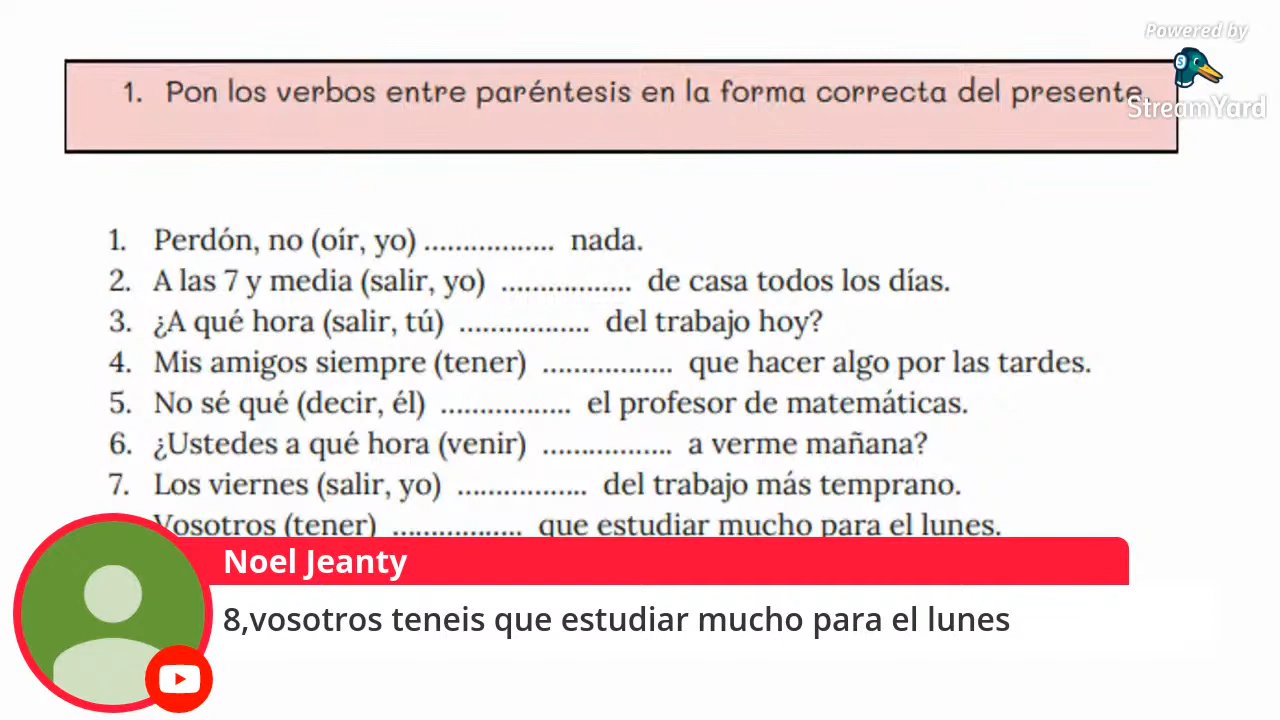 Powered by
StreamYard
1. Pon los verbos entre paréntesis en la forma correcta del presente
1. Perdón, no (oír, yo) ................. nada.
2. A las 7 y media (salir, yo) ................. de casa todos los días.
3. ¿A qué hora (salir, tú) ................. del trabajo hoy?
4. Mis amigos siempre (tener) ................. que hacer algo por las tardes.
5. No sé qué (decir, él) ................. el profesor de matemáticas.
6. ¿Ustedes a qué hora (venir) ................. a verme mañana?
7. Los viernes (salir, yo) ................. del trabajo más temprano.
Vosotros (tener) ................. que estudiar mucho para el lunes.
Noel Jeanty
8,vosotros teneis que estudiar mucho para el lunes